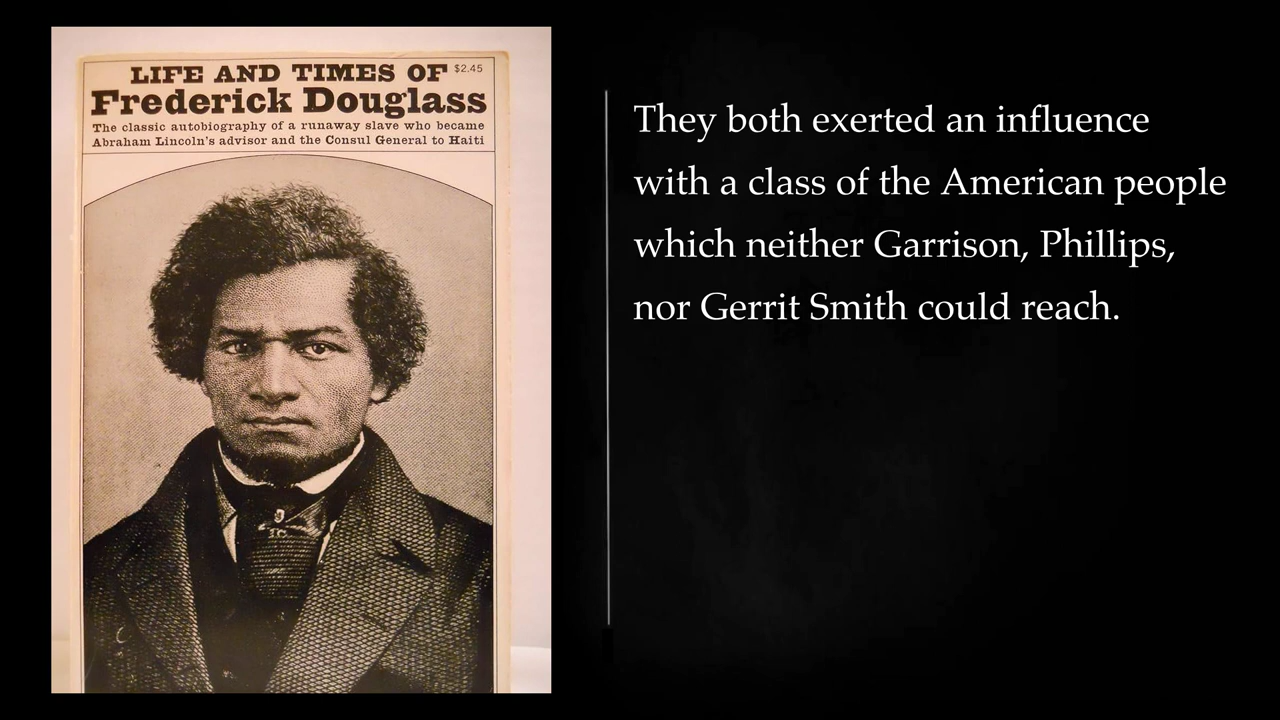 LIFE AND TIMES OF $2.45
Frederick Douglass
The classic autobiography of a runaway slave who became
Abraham Lincoln's advisor and the Consul General to Haiti
They both exerted an influence
with a class of the American people
which neither Garrison, Phillips,
nor Gerrit Smith could reach.